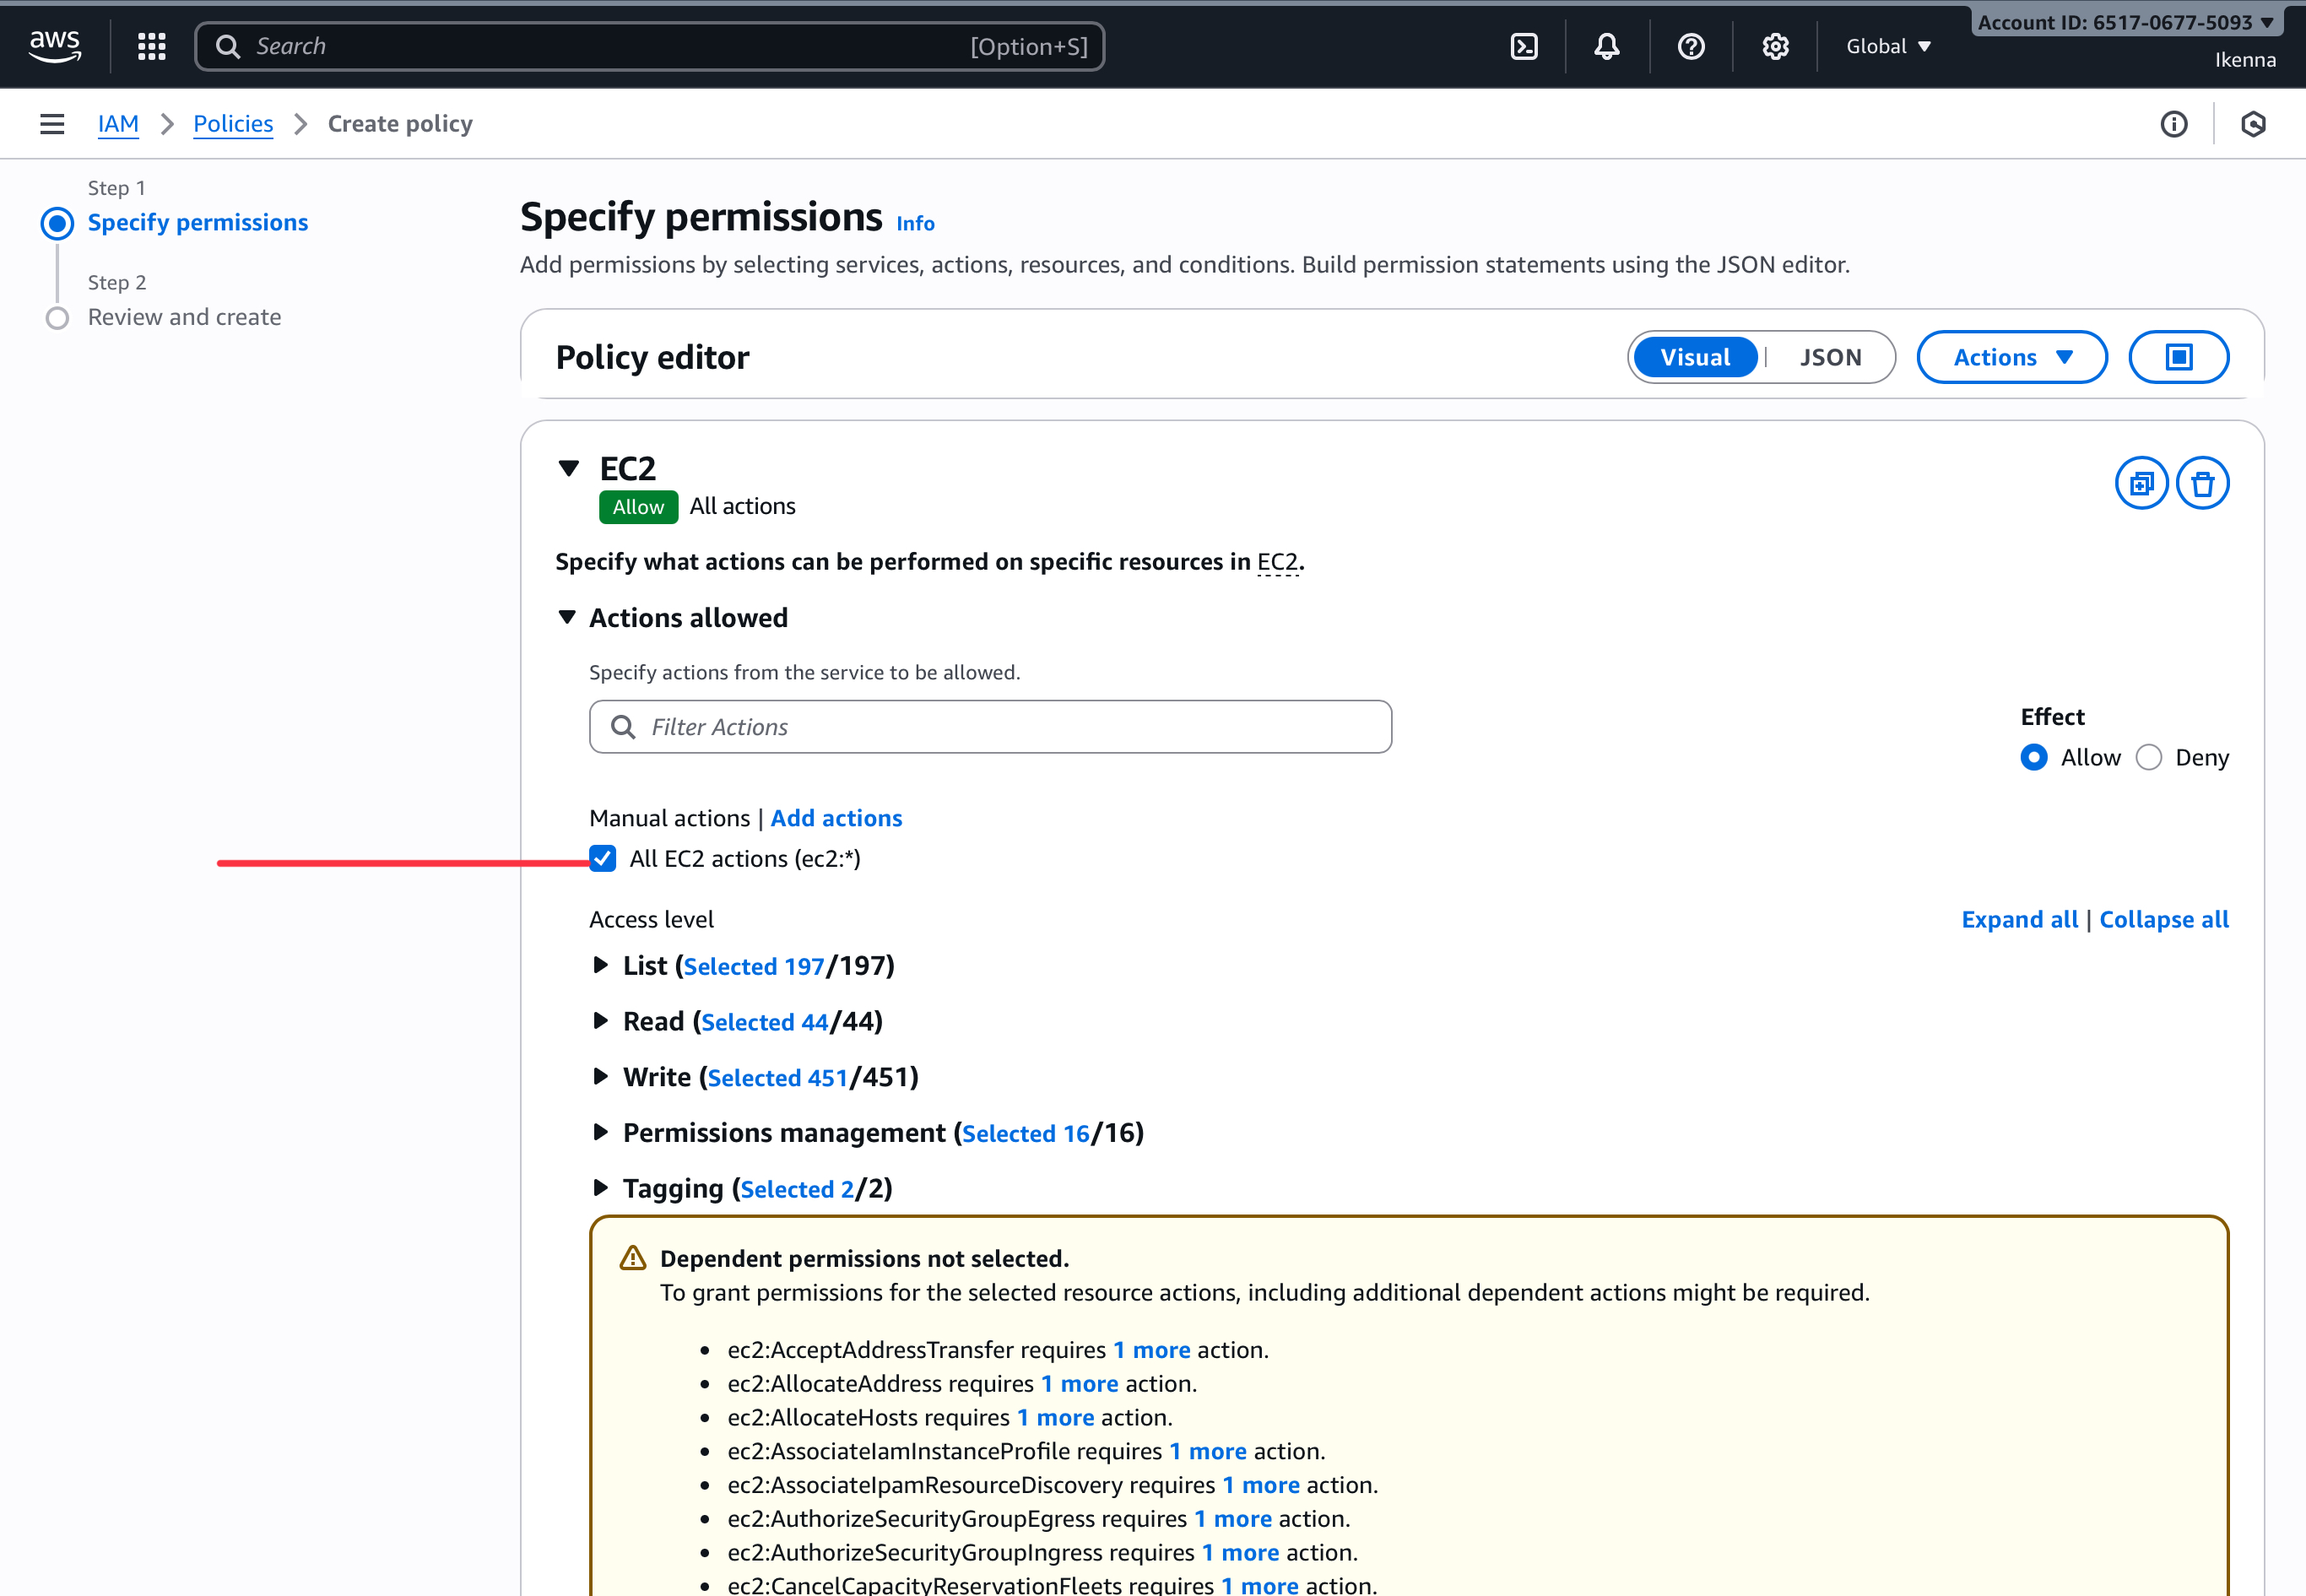 aws
Search [Option+S]
Global
Account ID: 6517-0677-5093
Ikenna
IAM Policies Create policy
Step 1
Specify permissions
Step 2
Review and create
Specify permissions Info
Add permissions by selecting services, actions, resources, and conditions. Build permission statements using the JSON editor.
Policy editor
Visual | JSON
Actions
EC2
Allow All actions
Specify what actions can be performed on specific resources in EC2.
Actions allowed
Specify actions from the service to be allowed.
Filter Actions
Effect
Allow Deny
Manual actions | Add actions
All EC2 actions (ec2:*)
Access level
Expand all | Collapse all
List (Selected 197/197)
Read (Selected 44/44)
Write (Selected 451/451)
Permissions management (Selected 16/16)
Tagging (Selected 2/2)
Dependent permissions not selected.
To grant permissions for the selected resource actions, including additional dependent actions might be required.
ec2:AcceptAddressTransfer requires 1 more action.
ec2:AllocateAddress requires 1 more action.
ec2:AllocateHosts requires 1 more action.
ec2:AssociateIamInstanceProfile requires 1 more action.
ec2:AssociateIpamResourceDiscovery requires 1 more action.
ec2:AuthorizeSecurityGroupEgress requires 1 more action.
ec2:AuthorizeSecurityGroupIngress requires 1 more action.
ec2:CancelCapacityReservationFleets requires 1 more action.